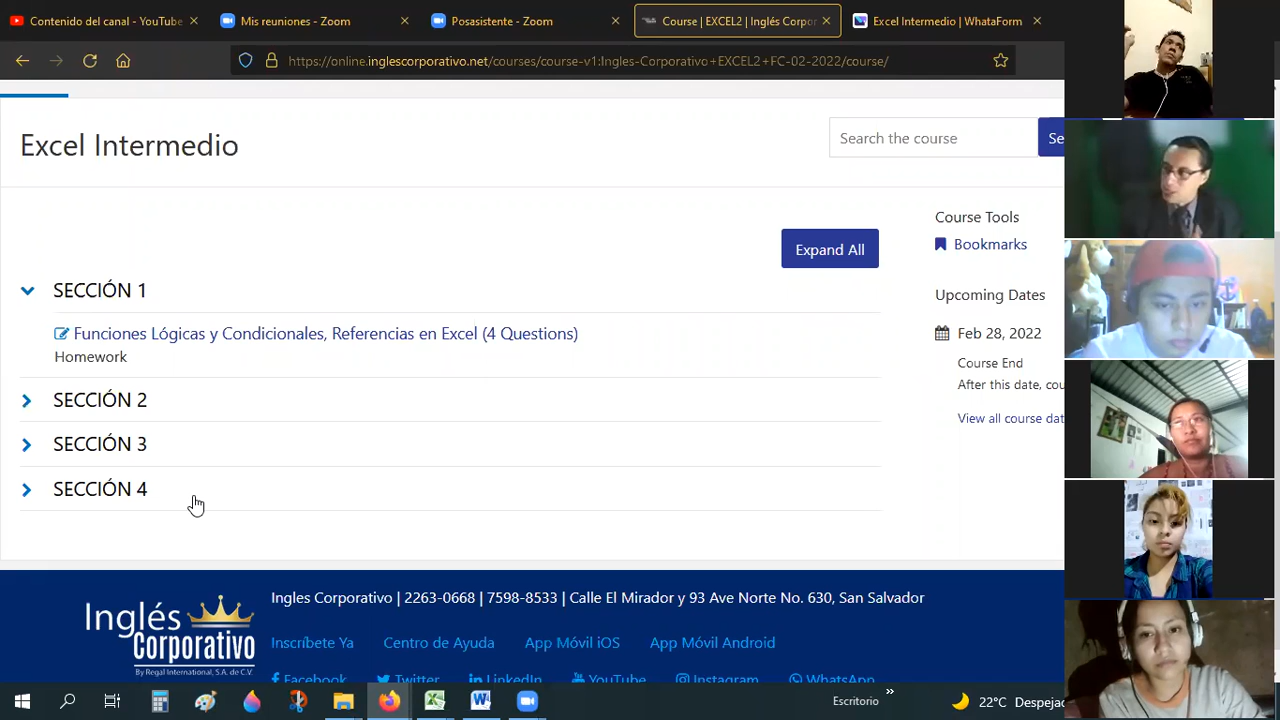 Contenido del canal - YouTube
Mis reuniones - Zoom
Posasistente - Zoom
Course | EXCEL2 | Inglés Corpor
Excel Intermedio | WhataForm
https://online.inglescorporativo.net/courses/course-v1:Ingles-Corporativo+EXCEL2+FC-02-2022/course/
Excel Intermedio
Search the course
Se
Expand All
Course Tools
Bookmarks
SECCIÓN 1
Upcoming Dates
Funciones Lógicas y Condicionales, Referencias en Excel (4 Questions)
Feb 28, 2022
Homework
Course End
After this date, cou
SECCIÓN 2
View all course dat
SECCIÓN 3
SECCIÓN 4
Inglés
Corporativo
By Regal International, S.A. de C.V.
Ingles Corporativo | 2263-0668 | 7598-8533 | Calle El Mirador y 93 Ave Norte No. 630, San Salvador
Inscríbete Ya
Centro de Ayuda
App Móvil iOS
App Móvil Android
Facebook
Twitter
LinkedIn
YouTube
Instagram
WhatsApp
Escritorio
22°C Despejac